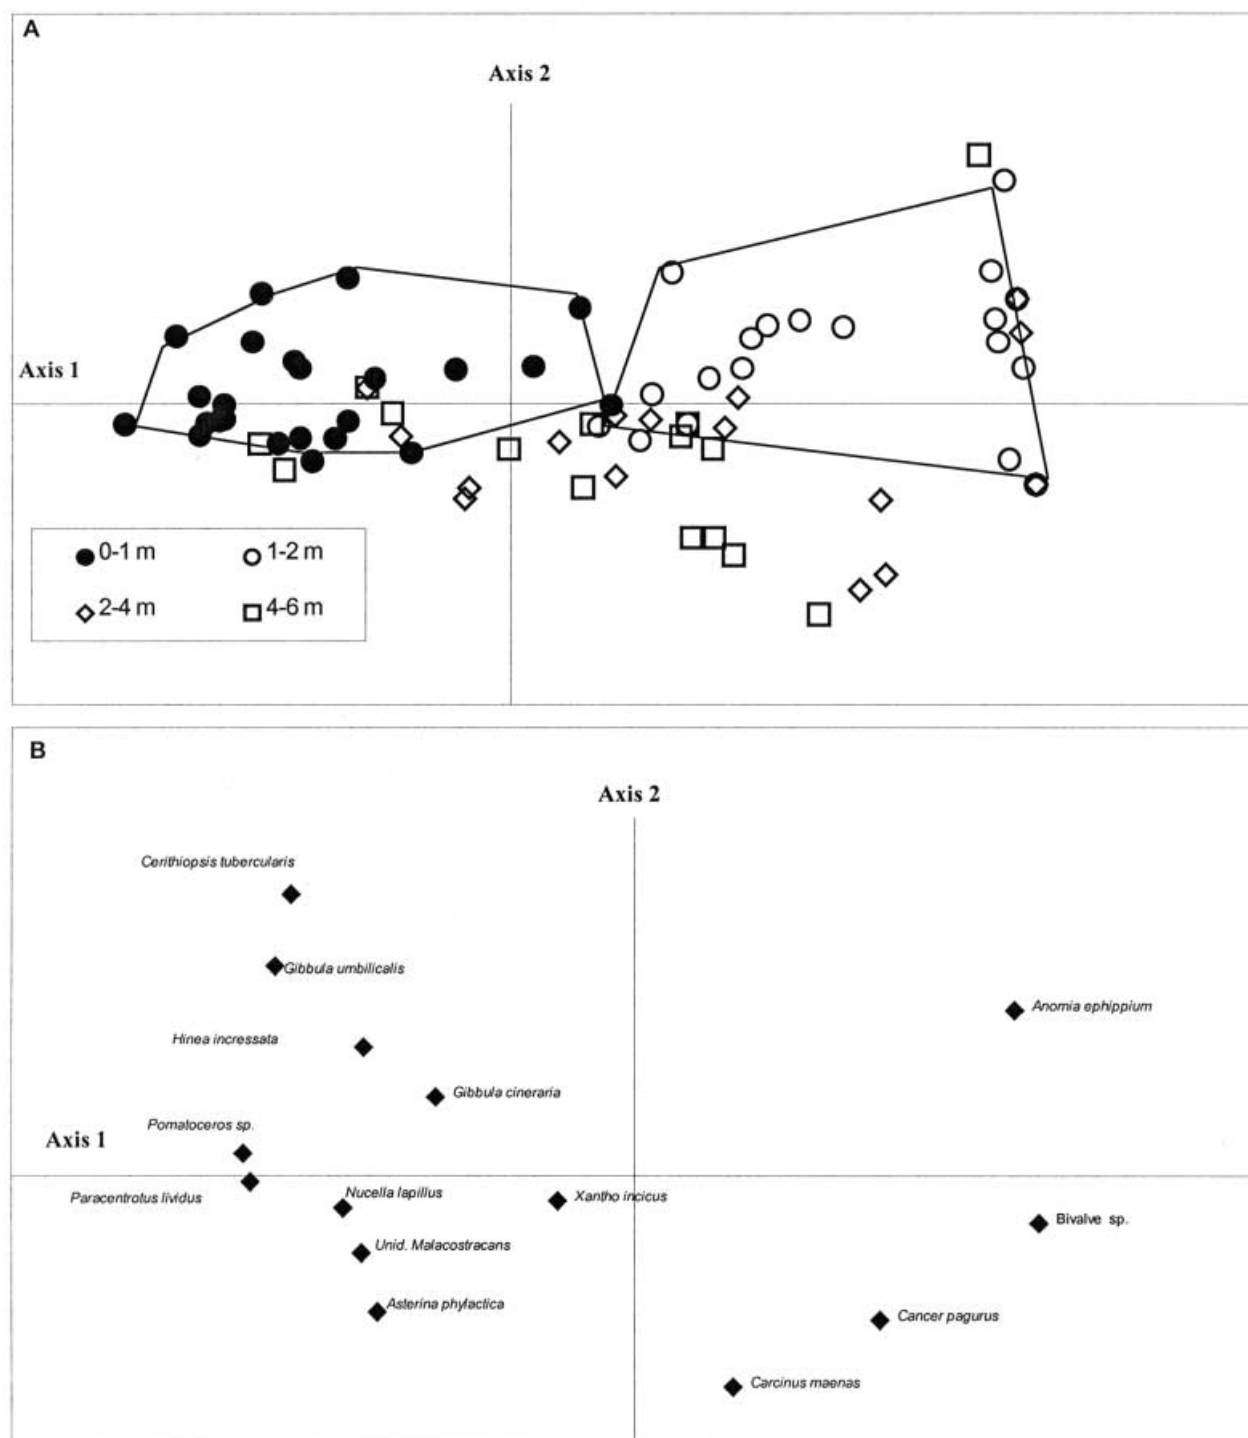 A
Axis 2
Axis 1
0-1 m
1-2 m
2-4 m
4-6 m
B
Axis 2
Cerithiopsis tubercularis
Gibbula umbilicalis
Anomia ephippium
Hinea incressata
Gibbula cineraria
Pomatoceros sp.
Axis 1
Paracentrotus lividus
Nucella lapillus
Xantho incicus
Bivalve sp.
Unid. Malacostracans
Asterina phylactica
Cancer pagurus
Carcinus maenas